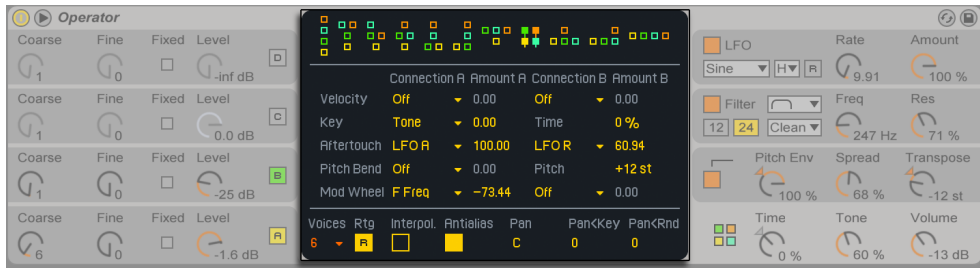 Operator
Coarse Fine Fixed Level
1 0 -inf dB D
Coarse Fine Fixed Level
1 0 0.0 dB C
Coarse Fine Fixed Level
1 0 -25 dB B
Coarse Fine Fixed Level
6 0 -1.6 dB A
Connection A Amount A Connection B Amount B
Velocity Off 0.00 Off 0.00
Key Tone 0.00 Time 0 %
Aftertouch LFO A 100.00 LFO R 60.94
Pitch Bend Off 0.00 Pitch +12 st
Mod Wheel F Freq -73.44 Off 0.00
Voices Rtg Interpol. Antialias Pan Pan<Key Pan<Rnd
6 R C 0 0
LFO Rate Amount
Sine H R 9.91 100 %
Filter Freq Res
12 24 Clean 247 Hz 71 %
Pitch Env Spread Transpose
100 % 68 % -12 st
Time Tone Volume
0 % 60 % -13 dB